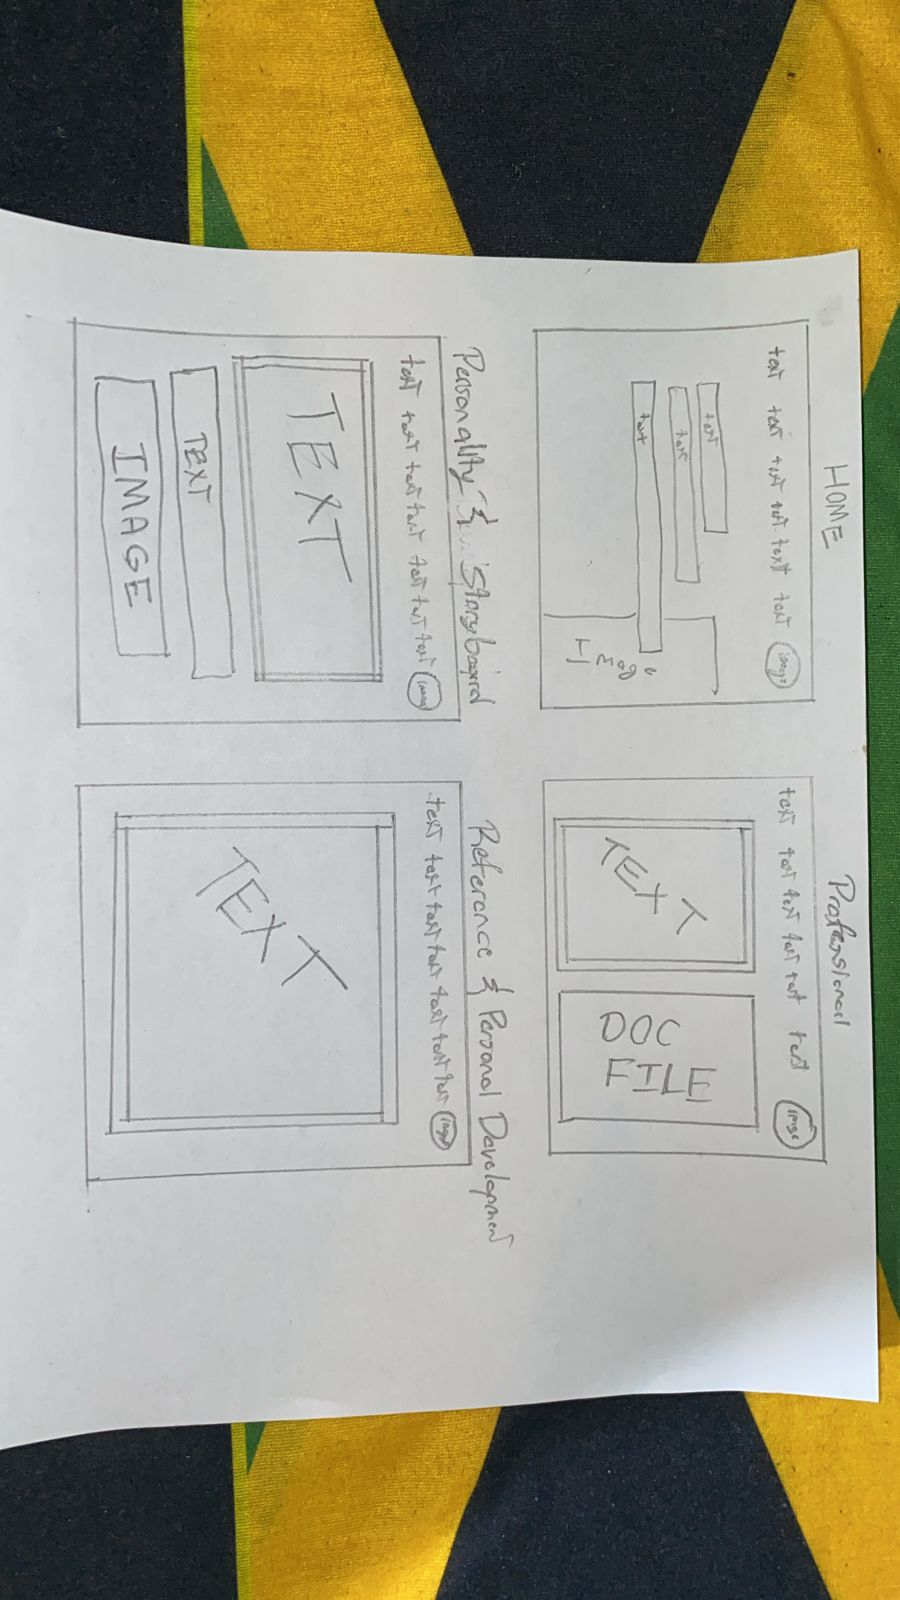 HOME
text text text text text text text image
text
text
text
Professional
text text text text text text image
TEXT
DOC
FILE
Personality & Storyboard
text text text text text text text image
TEXT
TEXT
IMAGE
Reference & Personal Development
text text text text text text text text image
TEXT